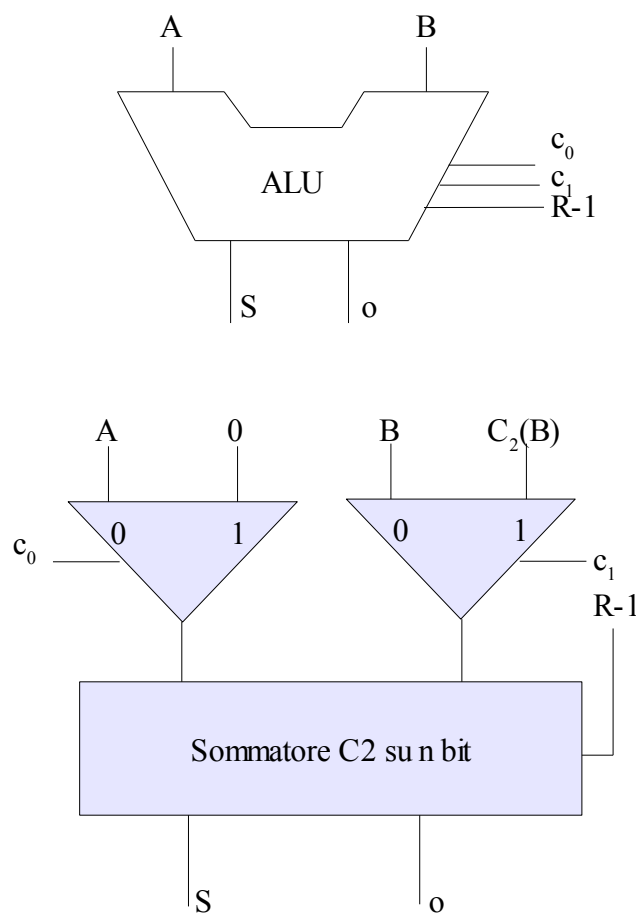 A B
c₀
ALU
c₁
R-1
S o
A 0 B C₂(B)
0 1 0 1
c₀ c₁
R-1
Sommatore C2 su n bit
S o